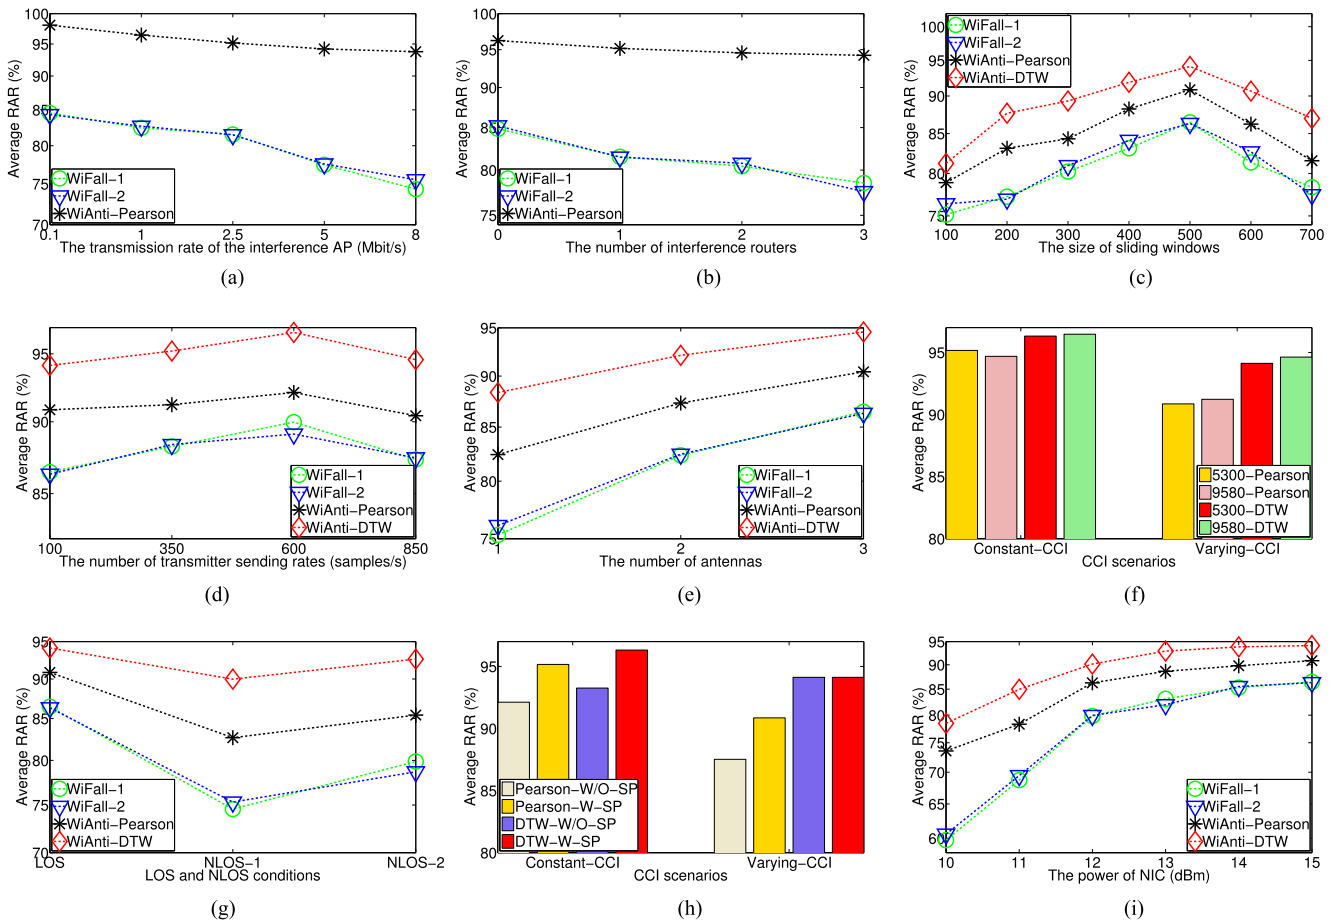 100
95
90
85
80
75
70
Average RAR (%)
WiFall−1
WiFall−2
WiAnti−Pearson
0.1 1 2.5 5 8
The transmission rate of the interference AP (Mbit/s)
(a)
100
95
90
85
80
75
Average RAR (%)
WiFall−1
WiFall−2
WiAnti−Pearson
0 1 2 3
The number of interference routers
(b)
100
95
90
85
80
75
Average RAR (%)
WiFall−1
WiFall−2
WiAnti−Pearson
WiAnti−DTW
100 200 300 400 500 600 700
The size of sliding windows
(c)
95
90
85
Average RAR (%)
WiFall−1
WiFall−2
WiAnti−Pearson
WiAnti−DTW
100 350 600 850
The number of transmitter sending rates (samples/s)
(d)
95
90
85
80
75
Average RAR (%)
WiFall−1
WiFall−2
WiAnti−Pearson
WiAnti−DTW
1 2 3
The number of antennas
(e)
95
90
85
80
Average RAR (%)
5300−Pearson
9580−Pearson
5300−DTW
9580−DTW
Constant−CCI Varying−CCI
CCI scenarios
(f)
95
90
85
80
75
70
Average RAR (%)
WiFall−1
WiFall−2
WiAnti−Pearson
WiAnti−DTW
LOS NLOS−1 NLOS−2
LOS and NLOS conditions
(g)
95
90
85
80
Average RAR (%)
Pearson−W/O−SP
Pearson−W−SP
DTW−W/O−SP
DTW−W−SP
Constant−CCI Varying−CCI
CCI scenarios
(h)
95
90
85
80
75
70
65
60
Average RAR (%)
WiFall−1
WiFall−2
WiAnti−Pearson
WiAnti−DTW
10 11 12 13 14 15
The power of NIC (dBm)
(i)